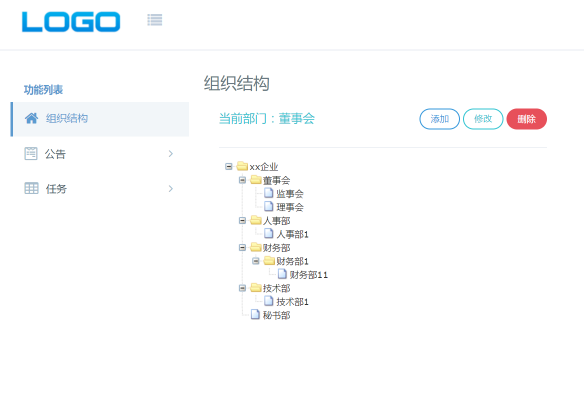 LOGO
功能列表
组织结构
公告
任务
组织结构
当前部门：董事会
添加 修改 删除
xx企业
董事会
监事会
理事会
人事部
人事部1
财务部
财务部1
财务部11
技术部
技术部1
秘书部